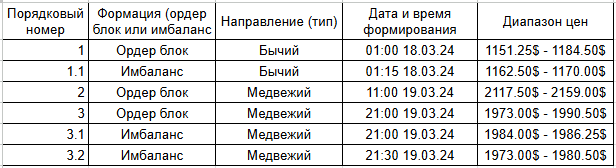 Порядковый номер	Формация (ордер блок или имбаланс	Направление (тип)	Дата и время формирования	Диапазон цен
1	Ордер блок	Бычий	01:00 18.03.24	1151.25$ - 1184.50$
1.1	Имбаланс	Бычий	01:15 18.03.24	1162.50$ - 1170.00$
2	Ордер блок	Медвежий	11:00 19.03.24	2117.50$ - 2159.00$
3	Ордер блок	Медвежий	21:00 19.03.24	1973.00$ - 1990.50$
3.1	Имбаланс	Медвежий	21:00 19.03.24	1984.00$ - 1986.25$
3.2	Имбаланс	Медвежий	21:30 19.03.24	1973.00$ - 1980.50$